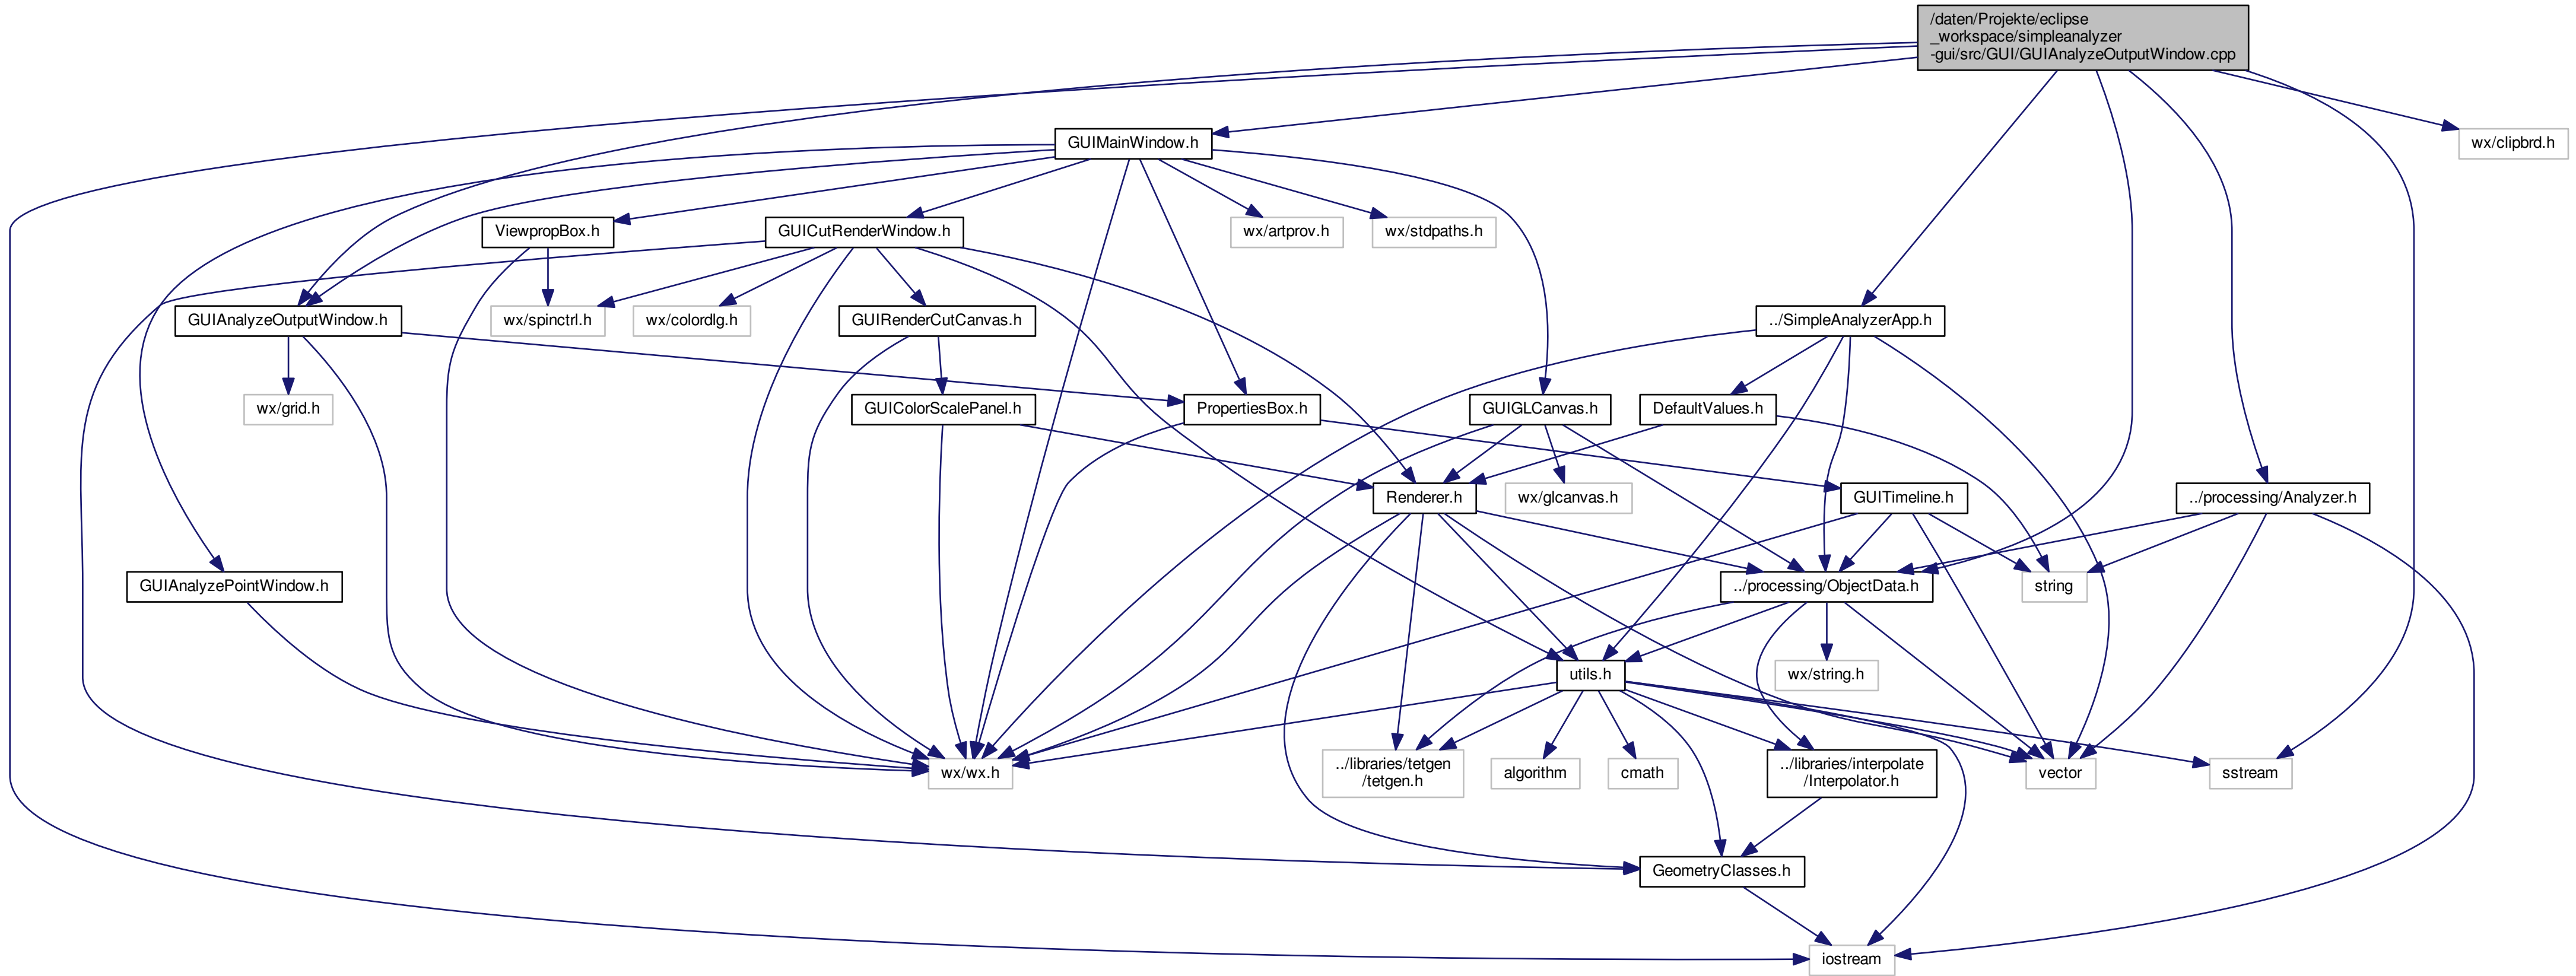 /daten/Projekte/eclipse
_workspace/simpleanalyzer
-gui/src/GUI/GUIAnalyzeOutputWindow.cpp
GUIMainWindow.h
wx/clipbrd.h
ViewpropBox.h
GUICutRenderWindow.h
wx/artprov.h
wx/stdpaths.h
GUIAnalyzeOutputWindow.h
wx/spinctrl.h
wx/colordlg.h
GUIRenderCutCanvas.h
../SimpleAnalyzerApp.h
wx/grid.h
GUIColorScalePanel.h
PropertiesBox.h
GUIGLCanvas.h
DefaultValues.h
Renderer.h
wx/glcanvas.h
GUITimeline.h
../processing/Analyzer.h
GUIAnalyzePointWindow.h
../processing/ObjectData.h
string
utils.h
wx/string.h
wx/wx.h
../libraries/tetgen
/tetgen.h
algorithm
cmath
../libraries/interpolate
/Interpolator.h
vector
sstream
GeometryClasses.h
iostream